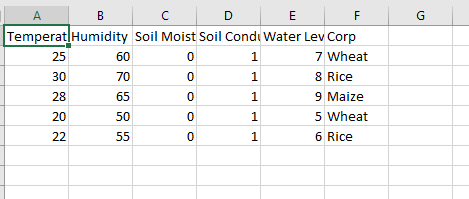 A B C D E F G
Temperat Humidity Soil Moist Soil Condu Water Lev Corp
25 60 0 1 7 Wheat
30 70 0 1 8 Rice
28 65 0 1 9 Maize
20 50 0 1 5 Wheat
22 55 0 1 6 Rice